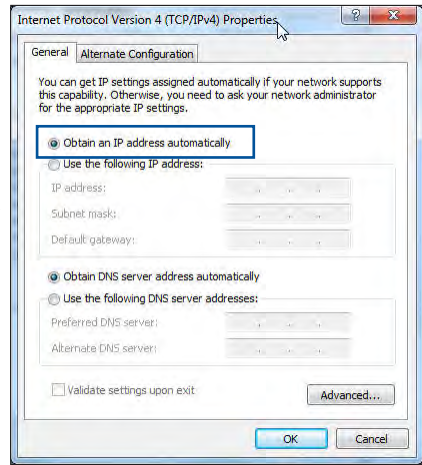 Internet Protocol Version 4 (TCP/IPv4) Properties
General
Alternate Configuration
You can get IP settings assigned automatically if your network supports
this capability. Otherwise, you need to ask your network administrator
for the appropriate IP settings.
Obtain an IP address automatically
Use the following IP address:
IP address:
Subnet mask:
Default gateway:
Obtain DNS server address automatically
Use the following DNS server addresses:
Preferred DNS server:
Alternate DNS server:
Validate settings upon exit
Advanced...
OK
Cancel